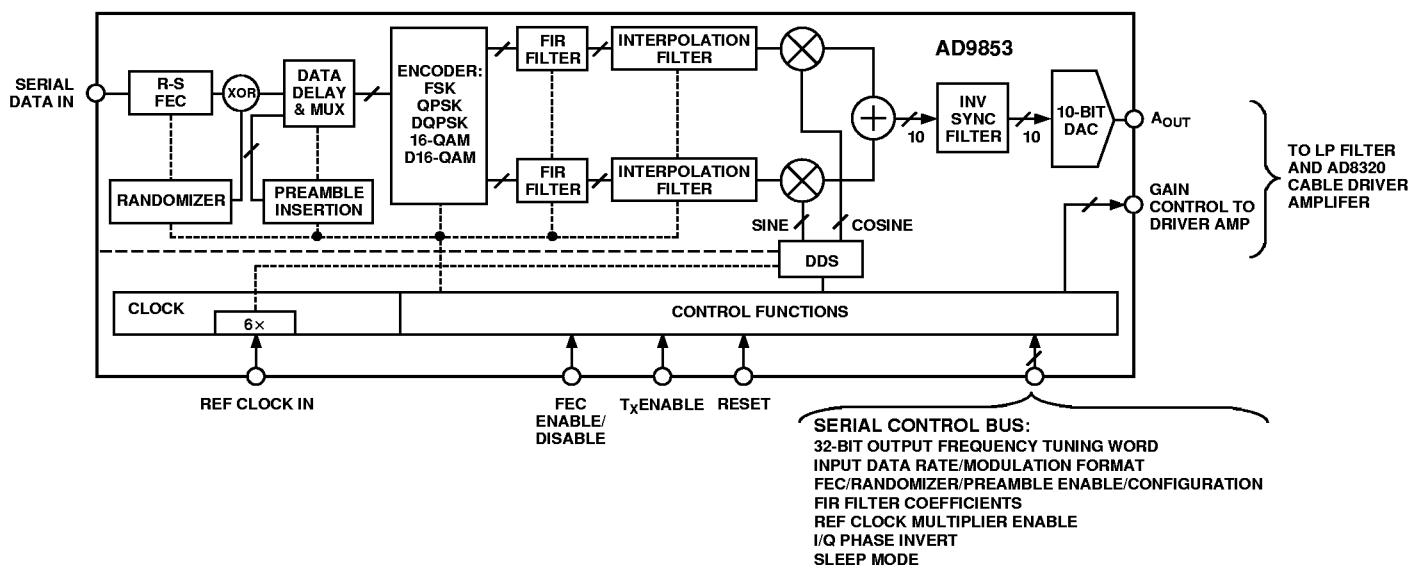 AD9853
SERIAL
DATA IN
R-S
FEC
XOR
DATA
DELAY
& MUX
ENCODER:
FSK
QPSK
DQPSK
16-QAM
D16-QAM
FIR
FILTER
INTERPOLATION
FILTER
RANDOMIZER
PREAMBLE
INSERTION
FIR
FILTER
INTERPOLATION
FILTER
10
INV
SYNC
FILTER
10
10-BIT
DAC
AOUT
GAIN
CONTROL TO
DRIVER AMP
TO LP FILTER
AND AD8320
CABLE DRIVER
AMPLIFER
SINE
COSINE
DDS
CLOCK
6×
CONTROL FUNCTIONS
REF CLOCK IN
FEC
ENABLE/
DISABLE
TXENABLE
RESET
SERIAL CONTROL BUS:
32-BIT OUTPUT FREQUENCY TUNING WORD
INPUT DATA RATE/MODULATION FORMAT
FEC/RANDOMIZER/PREAMBLE ENABLE/CONFIGURATION
FIR FILTER COEFFICIENTS
REF CLOCK MULTIPLIER ENABLE
I/Q PHASE INVERT
SLEEP MODE